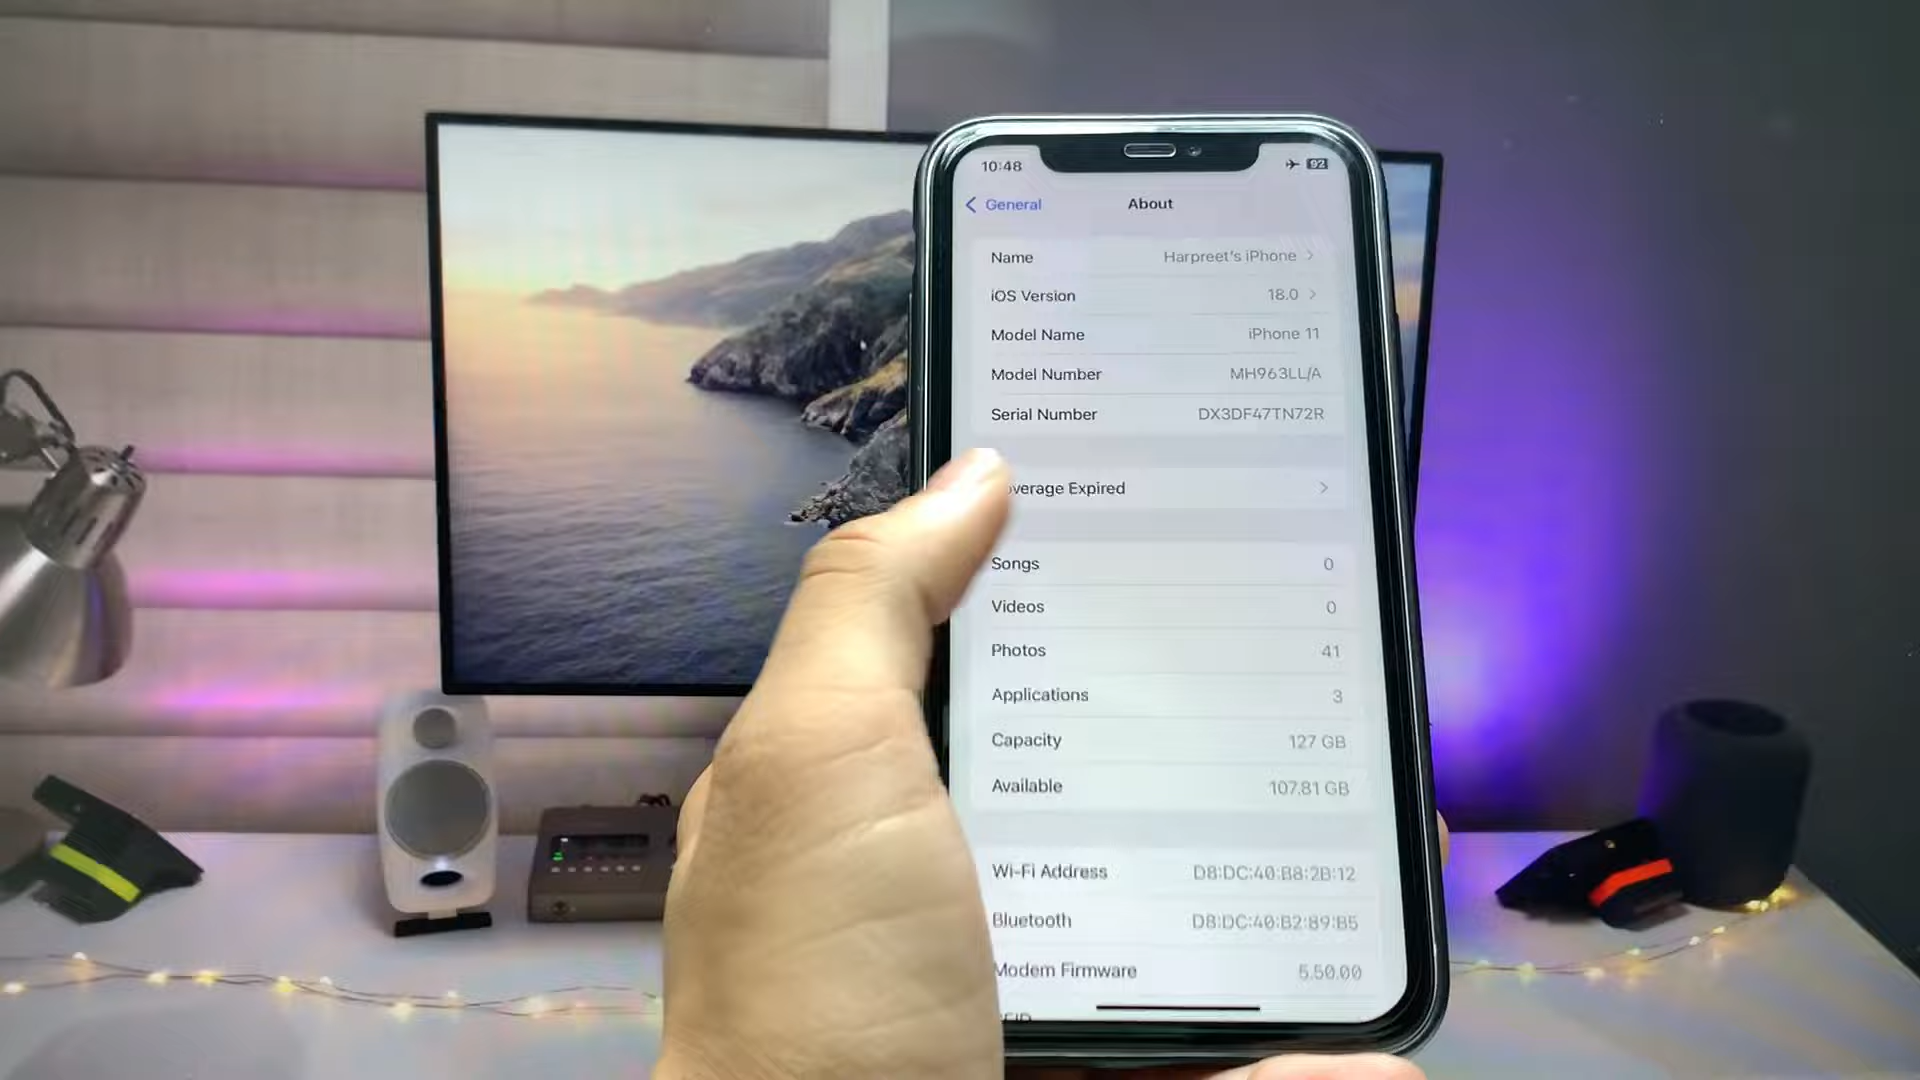 10:48
92
General
About
Name Harpreet's iPhone
iOS Version 18.0
Model Name iPhone 11
Model Number MH963LL/A
Serial Number DX3DF47TN72R
overage Expired
Songs 0
Videos 0
Photos 41
Applications 3
Capacity 127 GB
Available 107.81 GB
Wi-Fi Address D8:DC:40:B8:2B:12
Bluetooth D8:DC:40:B2:89:B5
Modem Firmware 5.50.00